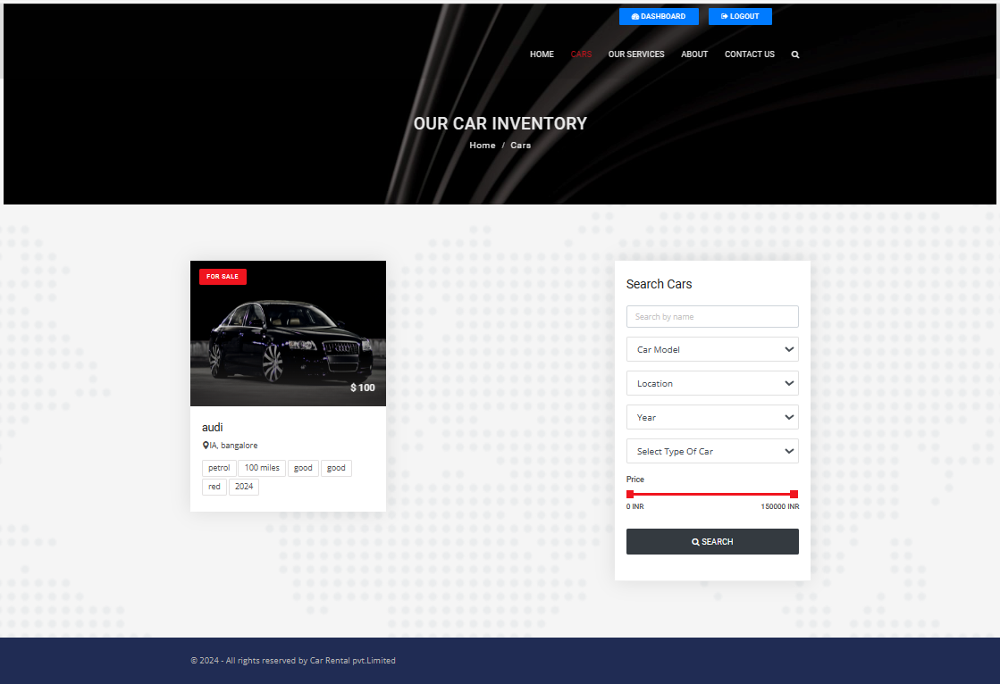 DASHBOARD LOGOUT
HOME CARS OUR SERVICES ABOUT CONTACT US
OUR CAR INVENTORY
Home / Cars
FOR SALE
$ 100
audi
IA, bangalore
petrol 100 miles good good
red 2024
Search Cars
Search by name
Car Model
Location
Year
Select Type Of Car
Price
0 INR 150000 INR
SEARCH
© 2024 - All rights reserved by Car Rental pvt.Limited